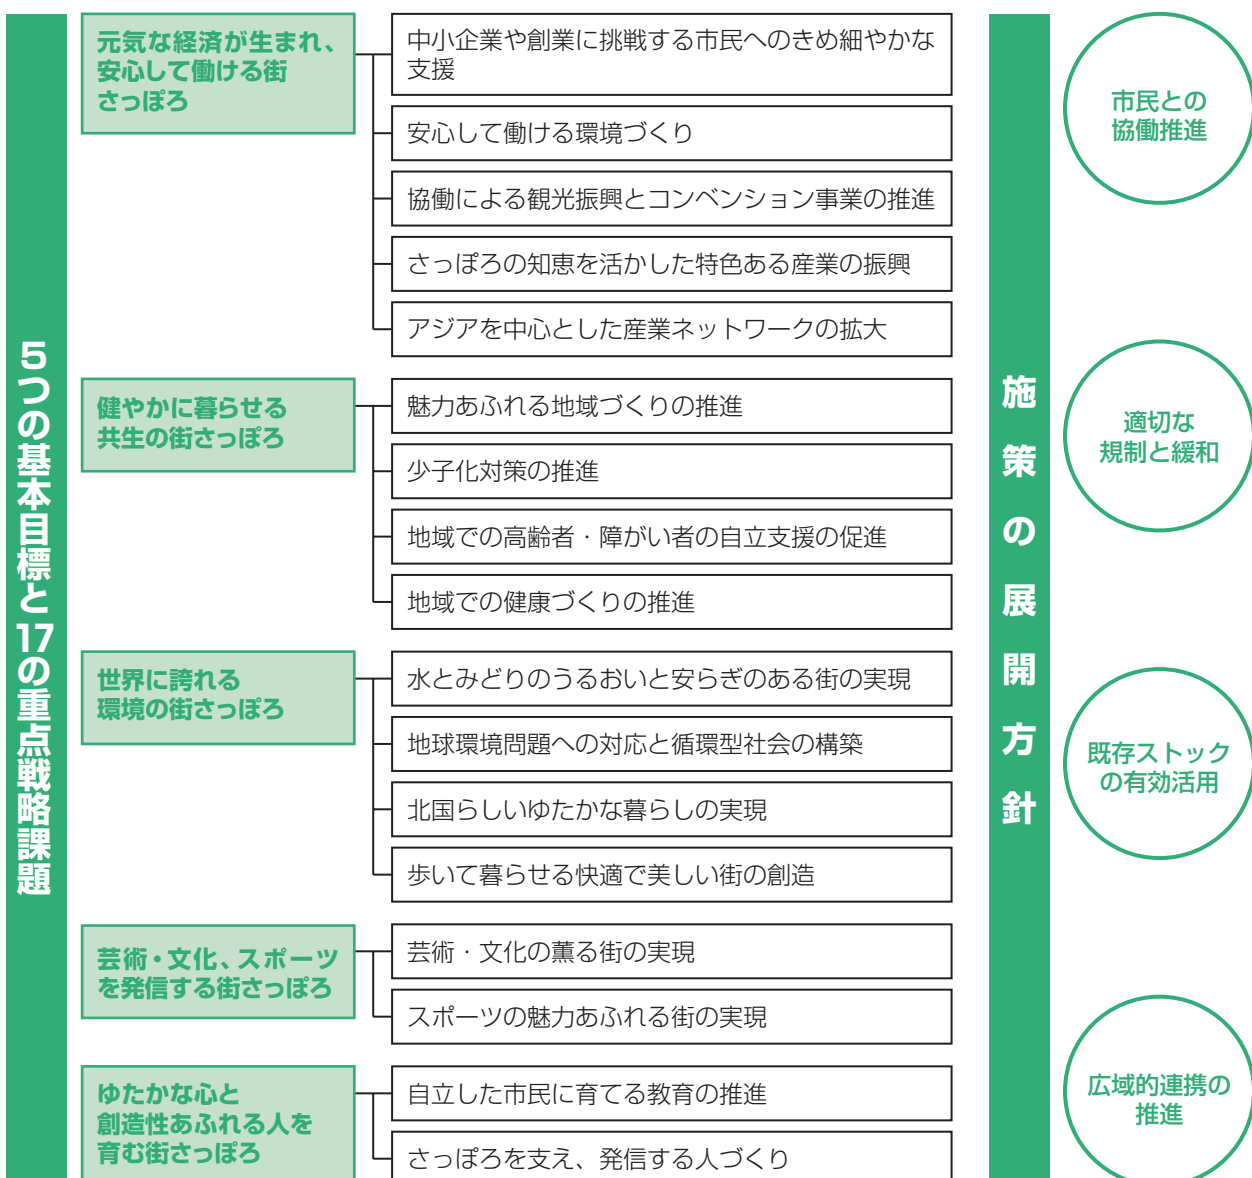 5つの基本目標と17の重点戦略課題
元気な経済が生まれ、
安心して働ける街
さっぽろ
中小企業や創業に挑戦する市民へのきめ細やかな
支援
安心して働ける環境づくり
協働による観光振興とコンベンション事業の推進
さっぽろの知恵を活かした特色ある産業の振興
アジアを中心とした産業ネットワークの拡大
健やかに暮らせる
共生の街さっぽろ
魅力あふれる地域づくりの推進
少子化対策の推進
地域での高齢者・障がい者の自立支援の促進
地域での健康づくりの推進
世界に誇れる
環境の街さっぽろ
水とみどりのうるおいと安らぎのある街の実現
地球環境問題への対応と循環型社会の構築
北国らしいゆたかな暮らしの実現
歩いて暮らせる快適で美しい街の創造
芸術・文化、スポーツ
を発信する街さっぽろ
芸術・文化の薫る街の実現
スポーツの魅力あふれる街の実現
ゆたかな心と
創造性あふれる人を
育む街さっぽろ
自立した市民に育てる教育の推進
さっぽろを支え、発信する人づくり
施策の展開方針
市民との
協働推進
適切な
規制と緩和
既存ストック
の有効活用
広域的連携の
推進